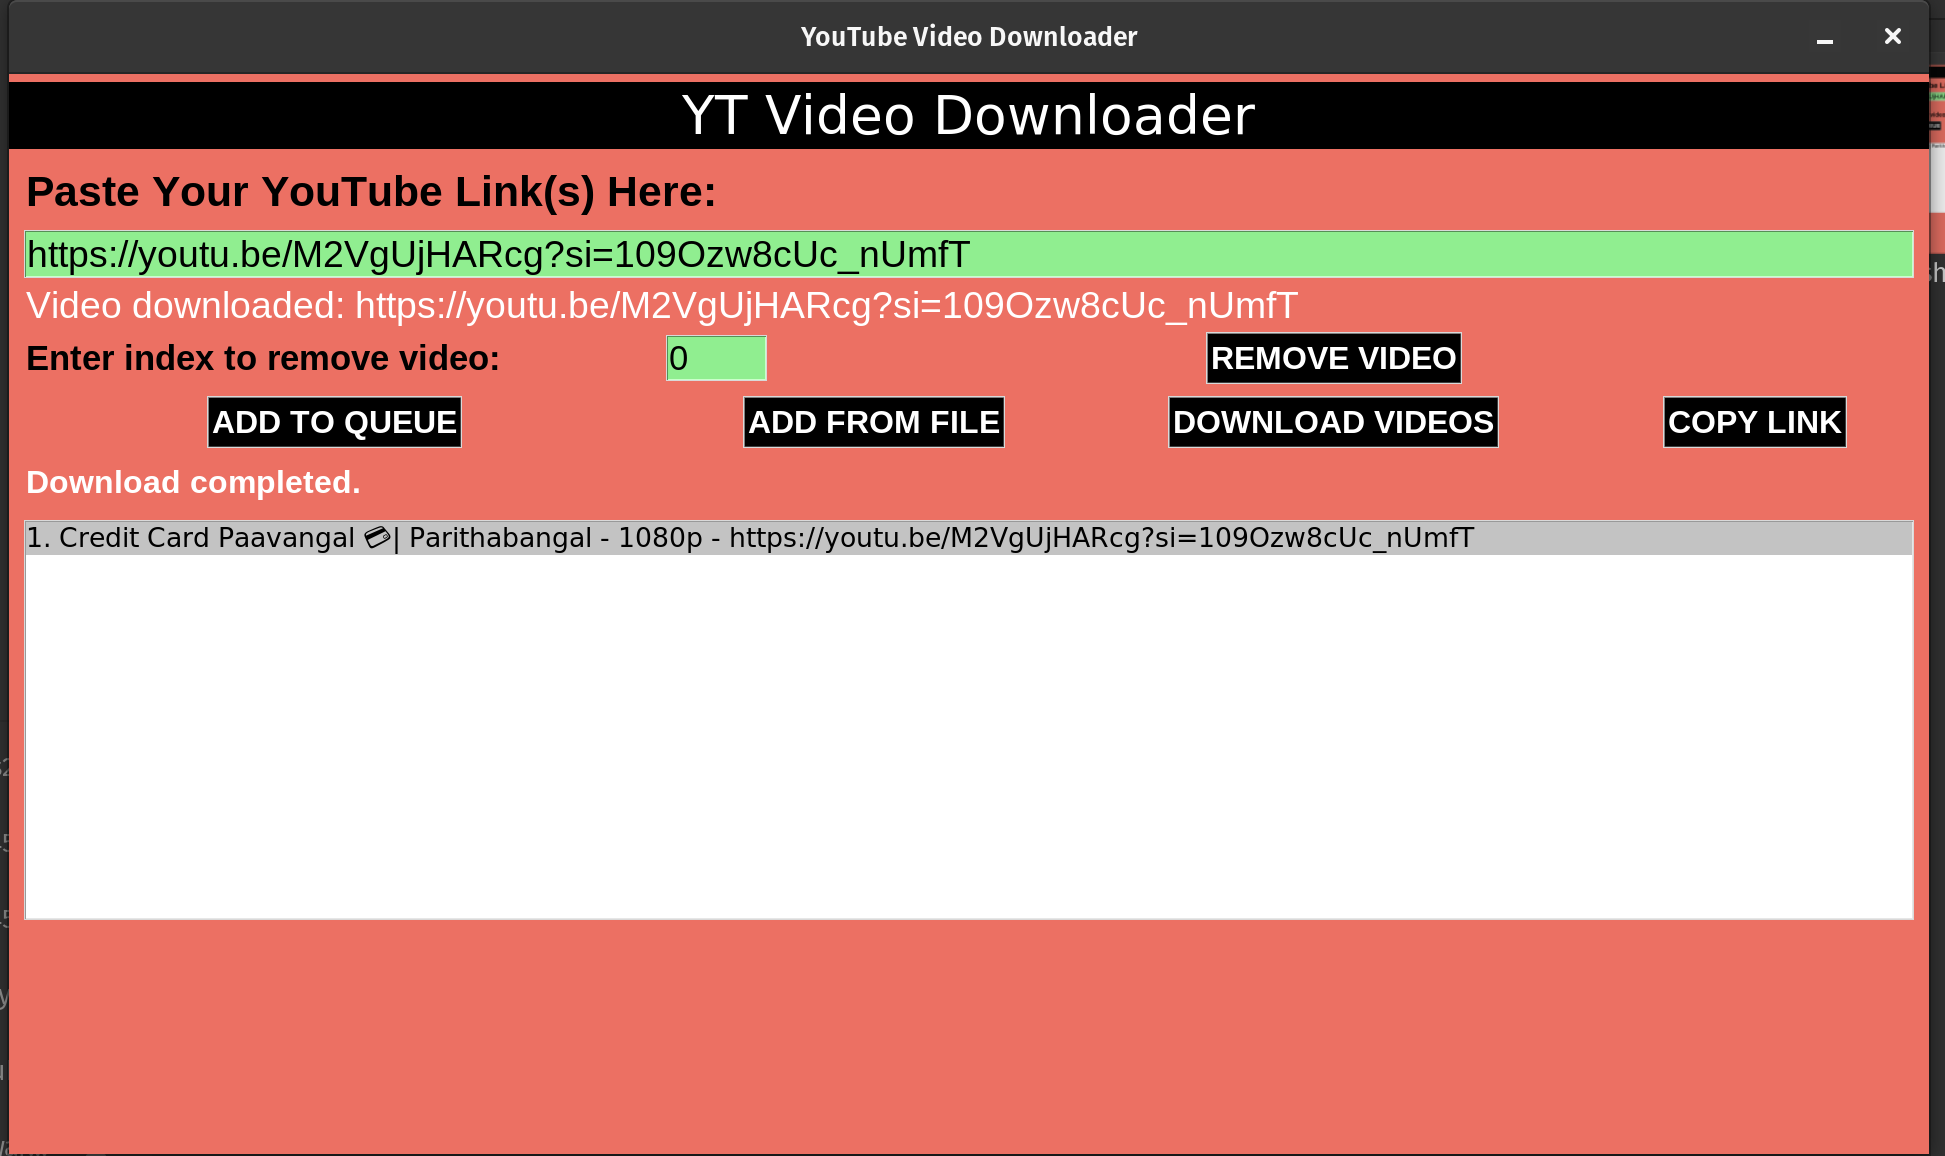 YouTube Video Downloader
YT Video Downloader
Paste Your YouTube Link(s) Here:
https://youtu.be/M2VgUjHARcg?si=109Ozw8cUc_nUmfT
Video downloaded: https://youtu.be/M2VgUjHARcg?si=109Ozw8cUc_nUmfT
Enter index to remove video: 0 REMOVE VIDEO
ADD TO QUEUE ADD FROM FILE DOWNLOAD VIDEOS COPY LINK
Download completed.
1. Credit Card Paavangal 💳| Parithabangal - 1080p - https://youtu.be/M2VgUjHARcg?si=109Ozw8cUc_nUmfT